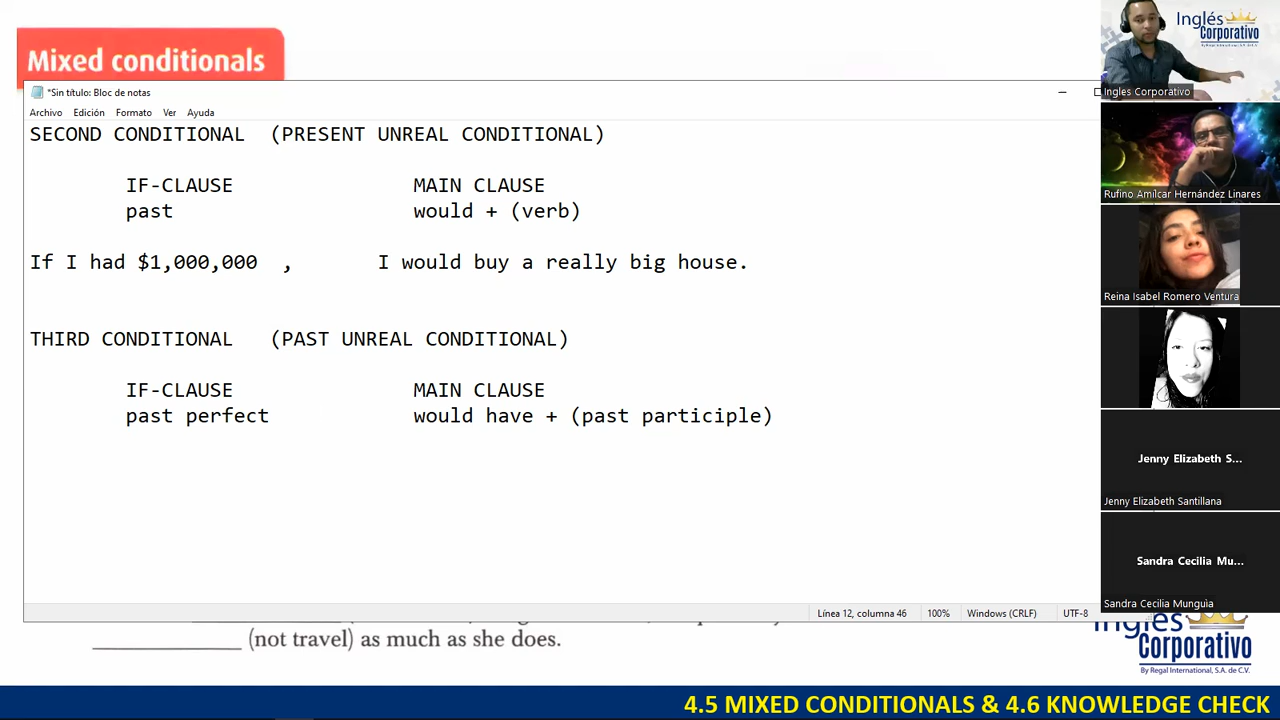 Mixed conditionals
*Sin título: Bloc de notas
Archivo Edición Formato Ver Ayuda
SECOND CONDITIONAL (PRESENT UNREAL CONDITIONAL)
IF-CLAUSE MAIN CLAUSE
past would + (verb)
If I had $1,000,000 , I would buy a really big house.
THIRD CONDITIONAL (PAST UNREAL CONDITIONAL)
IF-CLAUSE MAIN CLAUSE
past perfect would have + (past participle)
Línea 12, columna 46 100% Windows (CRLF) UTF-8
(not travel) as much as she does.
Inglés
Corporativo
By Regal International, S.A. de C.V.
4.5 MIXED CONDITIONALS & 4.6 KNOWLEDGE CHECK
Inglés
Corporativo
Ingles Corporativo
Rufino Amílcar Hernández Linares
Reina Isabel Romero Ventura
Jenny Elizabeth S...
Jenny Elizabeth Santillana
Sandra Cecilia Mu...
Sandra Cecilia Munguìa